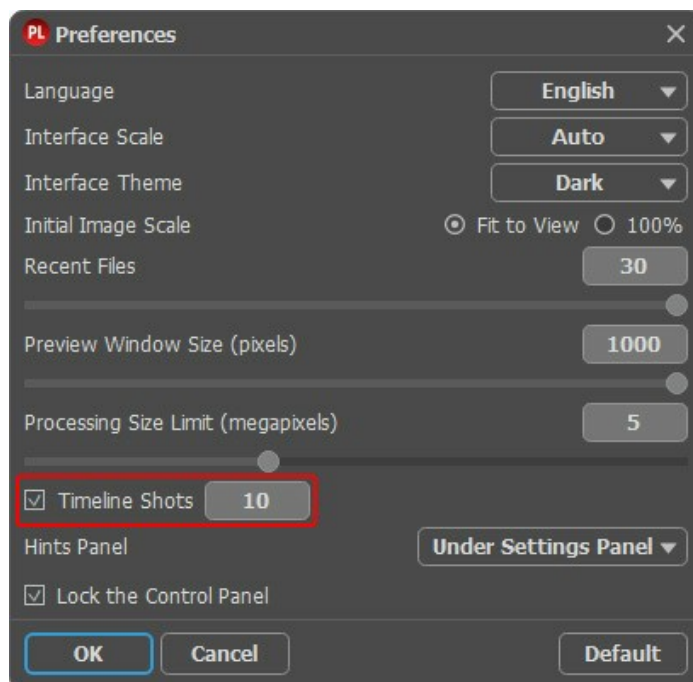 PL Preferences
Language English
Interface Scale Auto
Interface Theme Dark
Initial Image Scale Fit to View 100%
Recent Files 30
Preview Window Size (pixels) 1000
Processing Size Limit (megapixels) 5
Timeline Shots 10
Hints Panel Under Settings Panel
Lock the Control Panel
OK Cancel Default